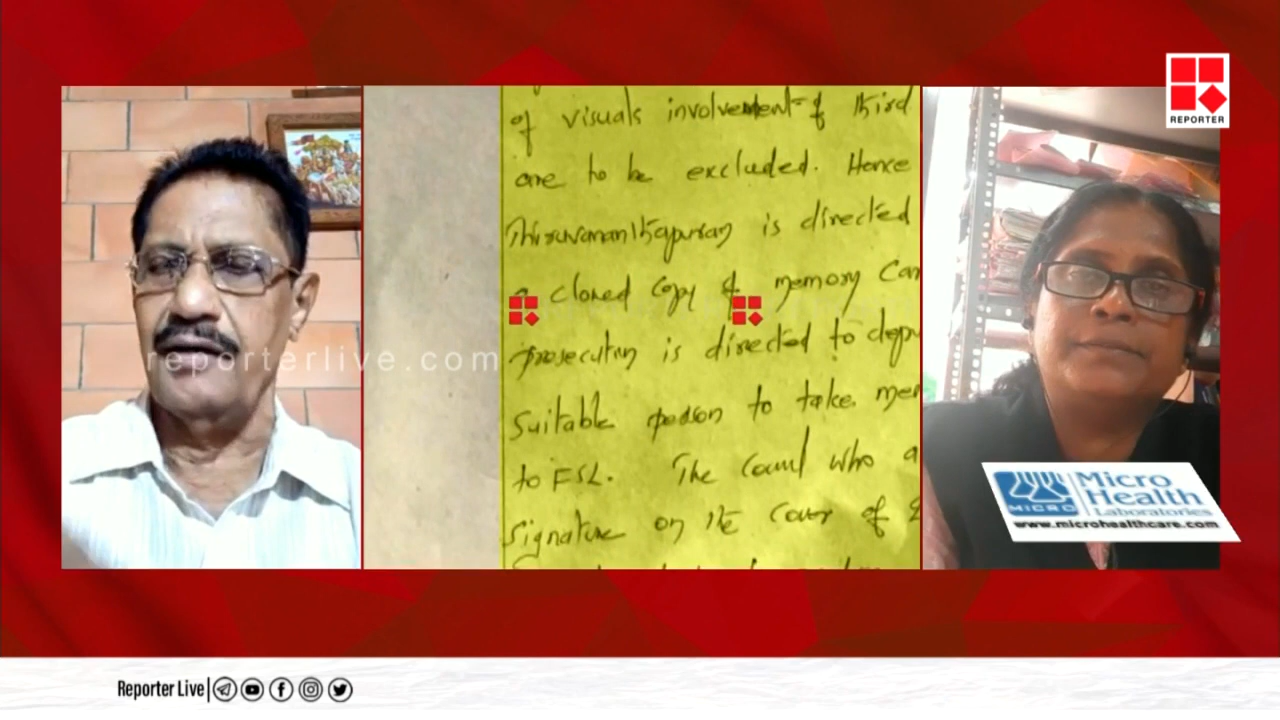 REPORTER
of visuals involvement of third
are to be excluded. Hence
Thiruvananthapuram is directed
a cloned copy of memory Car
prosecution is directed to depu
reporterlive.com
Suitable person to take. mem
to FSL. The Court who a
Signature on the cover of
MICRO
Micro
Health
Laboratories
www.microhealthcare.com
Reporter Live